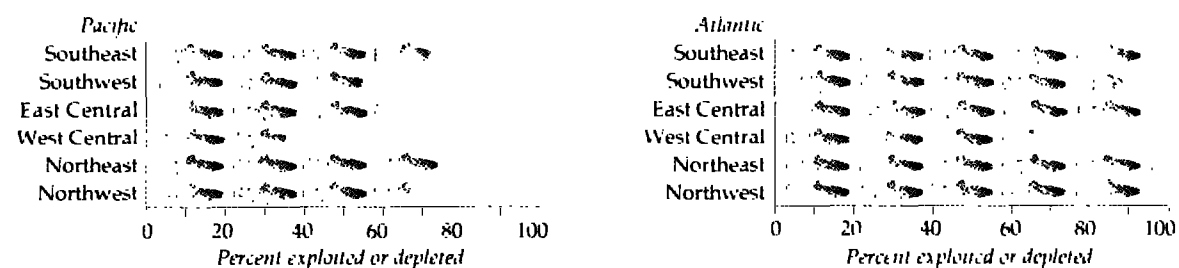 Pacific
Southeast
Southwest
East Central
West Central
Northeast
Northwest
0 20 40 60 80 100
Percent exploited or depleted
Atlantic
Southeast
Southwest
East Central
West Central
Northeast
Northwest
0 20 40 60 80 100
Percent exploited or depleted